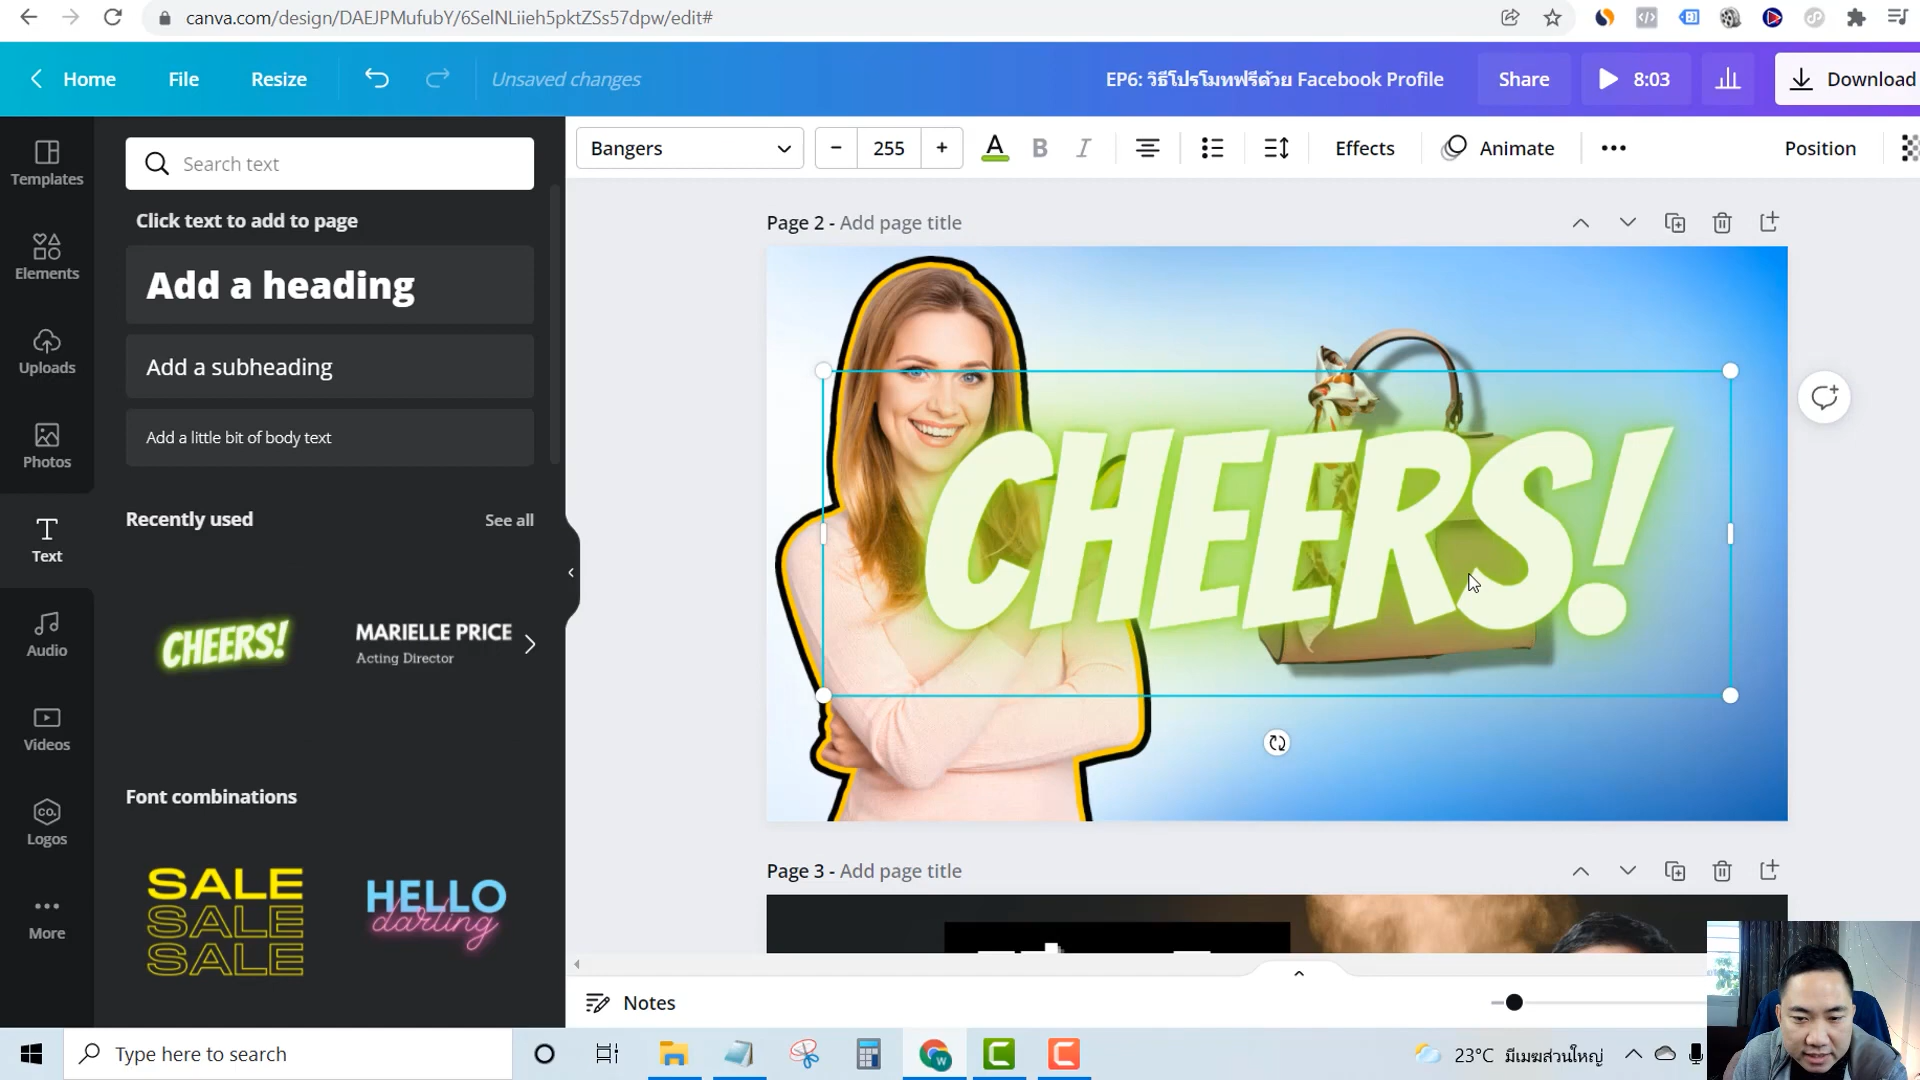 canva.com/design/DAEJPMufubY/6SelNLiieh5pktZSs57dpw/edit#
Home File Resize Unsaved changes EP6: วิธีโปรโมทฟรีด้วย Facebook Profile Share 8:03 Download
Templates
Elements
Uploads
Photos
Text
Audio
Videos
CO.
Logos
More
Search text
Click text to add to page
Add a heading
Add a subheading
Add a little bit of body text
Recently used See all
CHEERS!
MARIELLE PRICE
Acting Director
Font combinations
SALE
SALE
SALE
HELLO
darling
Bangers 255 A B I Effects Animate Position
Page 2 - Add page title
CHEERS!
Page 3 - Add page title
Notes
Type here to search
23°C มีเมฆส่วนใหญ่